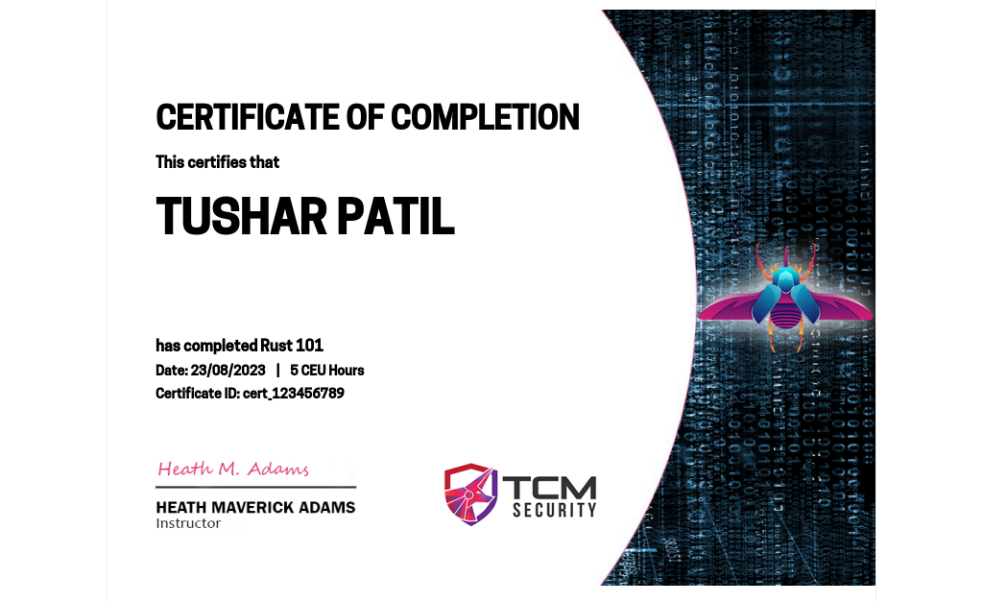 CERTIFICATE OF COMPLETION
This certifies that
TUSHAR PATIL
has completed Rust 101
Date: 23/08/2023 | 5 CEU Hours
Certificate ID: cert_123456789
Heath M. Adams
HEATH MAVERICK ADAMS
Instructor
TCM
SECURITY